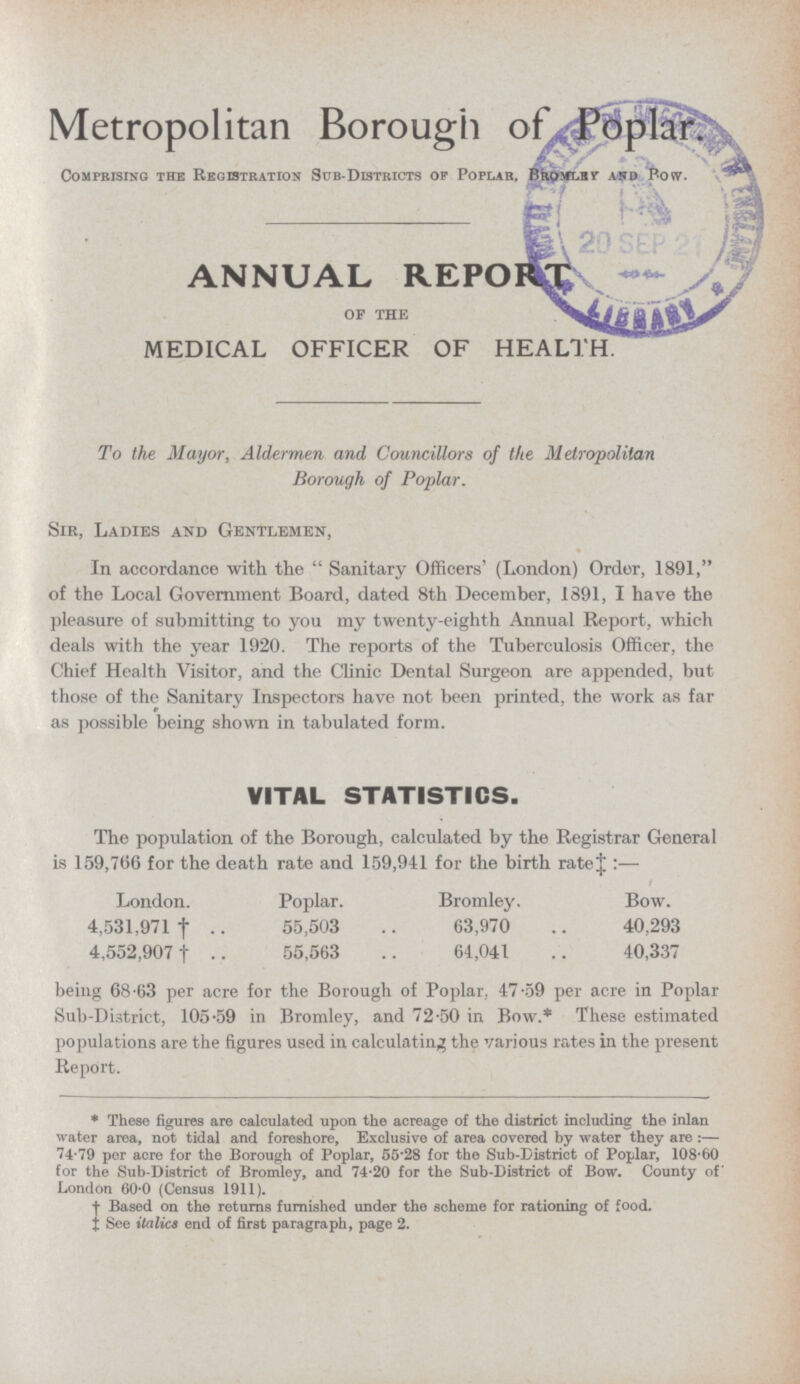 Metropolitan Borough of Poplar.
Comprising the Registration Sub-Districts of Poplar, Bromley and Bow.
20 SEP 21
ANNUAL REPORT
OF THE
LIBRARY
MEDICAL OFFICER OF HEALTH.
To the Mayor, Aldermen and Councillors of the Metropolitan
Borough of Poplar.
Sir, Ladies and Gentlemen,
In accordance with the “ Sanitary Officers’ (London) Order, 1891,”
of the Local Government Board, dated 8th December, 1891, I have the
pleasure of submitting to you my twenty-eighth Annual Report, which
deals with the year 1920. The reports of the Tuberculosis Officer, the
Chief Health Visitor, and the Clinic Dental Surgeon are appended, but
those of the Sanitary Inspectors have not been printed, the work as far
as possible being shown in tabulated form.
VITAL STATISTICS.
The population of the Borough, calculated by the Registrar General
is 159,766 for the death rate and 159,941 for the birth rate‡ :—
London. Poplar. Bromley. Bow.
4,531,971 † .. 55,503 .. 63,970 .. 40,293
4,552,907 † .. 55,563 .. 64,041 .. 40,337
being 68·63 per acre for the Borough of Poplar, 47·59 per acre in Poplar
Sub-District, 105·59 in Bromley, and 72·50 in Bow.* These estimated
populations are the figures used in calculating the various rates in the present
Report.
* These figures are calculated upon the acreage of the district including the inlan
water area, not tidal and foreshore, Exclusive of area covered by water they are :—
74·79 per acre for the Borough of Poplar, 55·28 for the Sub-District of Poplar, 108·60
for the Sub-District of Bromley, and 74·20 for the Sub-District of Bow. County of
London 60·0 (Census 1911).
† Based on the returns furnished under the scheme for rationing of food.
‡ See italics end of first paragraph, page 2.